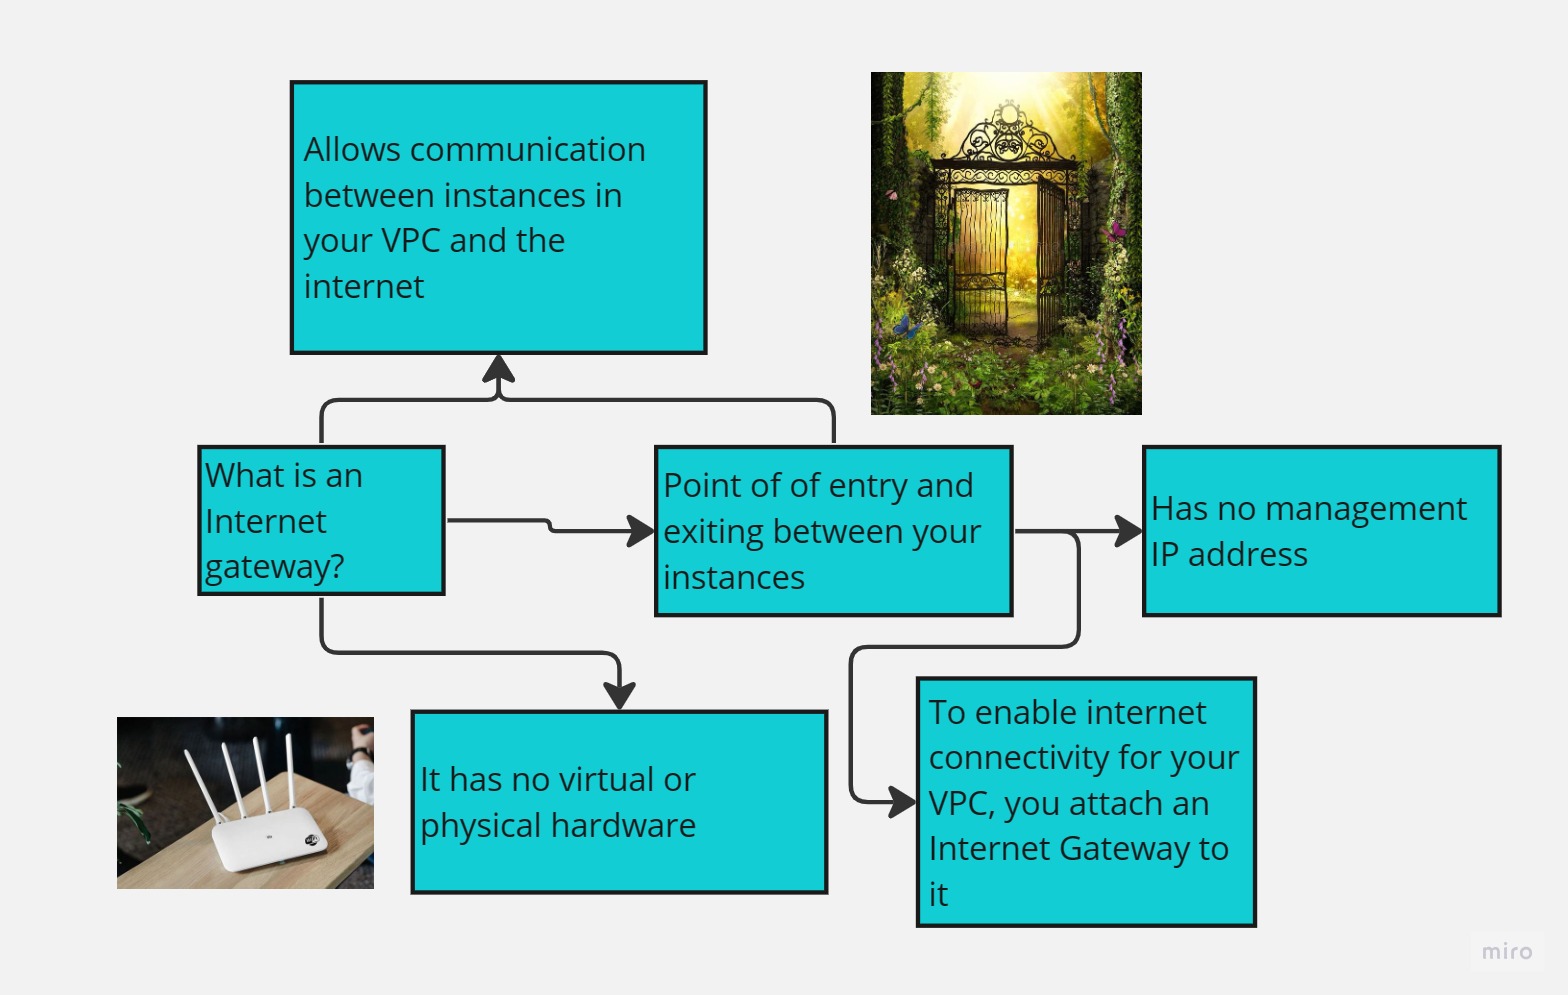 Allows communication
between instances in
your VPC and the
internet
What is an
Internet
gateway?
Point of of entry and
exiting between your
instances
Has no management
IP address
It has no virtual or
physical hardware
To enable internet
connectivity for your
VPC, you attach an
Internet Gateway to
it
miro